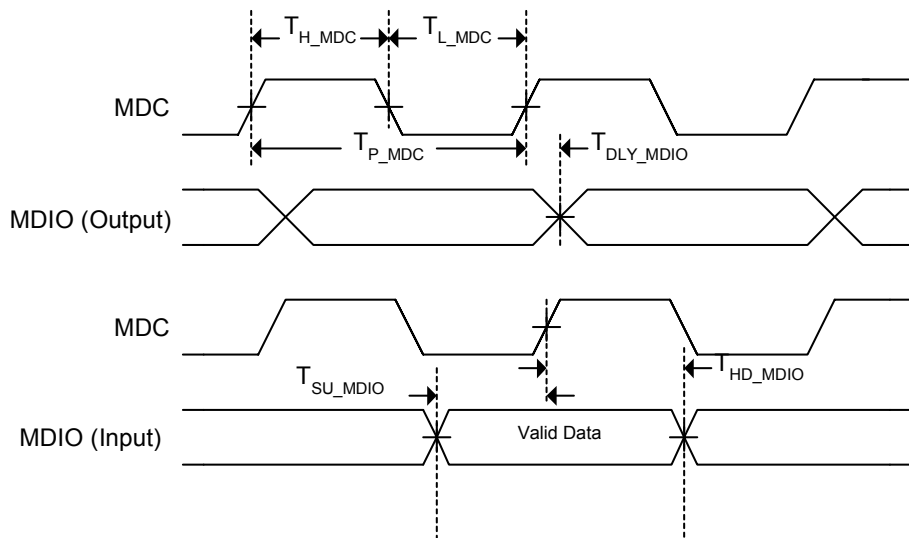 T_H_MDC T_L_MDC
MDC
T_P_MDC T_DLY_MDIO
MDIO (Output)
MDC
T_SU_MDIO T_HD_MDIO
MDIO (Input) Valid Data